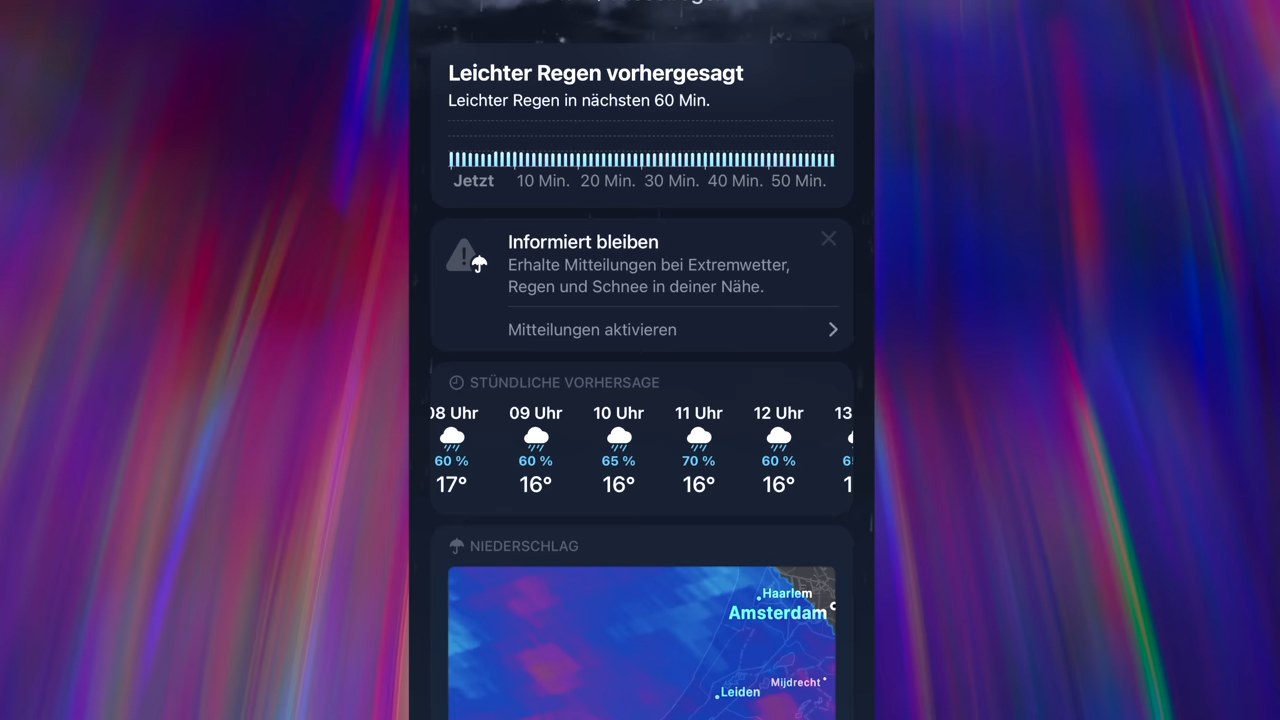 Leichter Regen vorhergesagt
Leichter Regen in nächsten 60 Min.
Jetzt 10 Min. 20 Min. 30 Min. 40 Min. 50 Min.
Informiert bleiben
Erhalte Mitteilungen bei Extremwetter,
Regen und Schnee in deiner Nähe.
Mitteilungen aktivieren
STÜNDLICHE VORHERSAGE
08 Uhr 09 Uhr 10 Uhr 11 Uhr 12 Uhr 13
60 % 60 % 65 % 70 % 60 %
17° 16° 16° 16° 16°
NIEDERSCHLAG
Haarlem
Amsterdam
Mijdrecht
Leiden